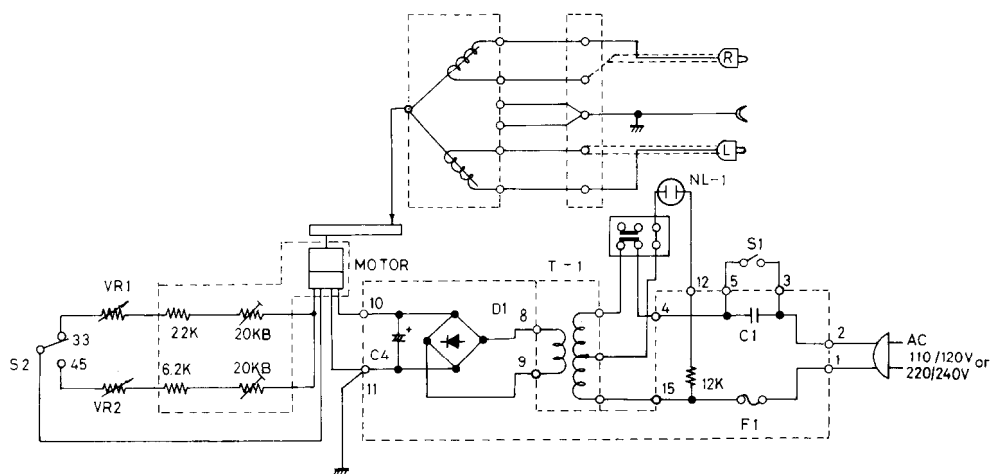 R
L
NL-1
MOTOR
T-1
S1
12
5
3
VR1
10
D1
8
4
22K
20KB
C1
2
33
S2
45
C4
+
9
AC
110/120V or
220/240V
1
6.2K
20KB
11
15
12K
VR2
F1